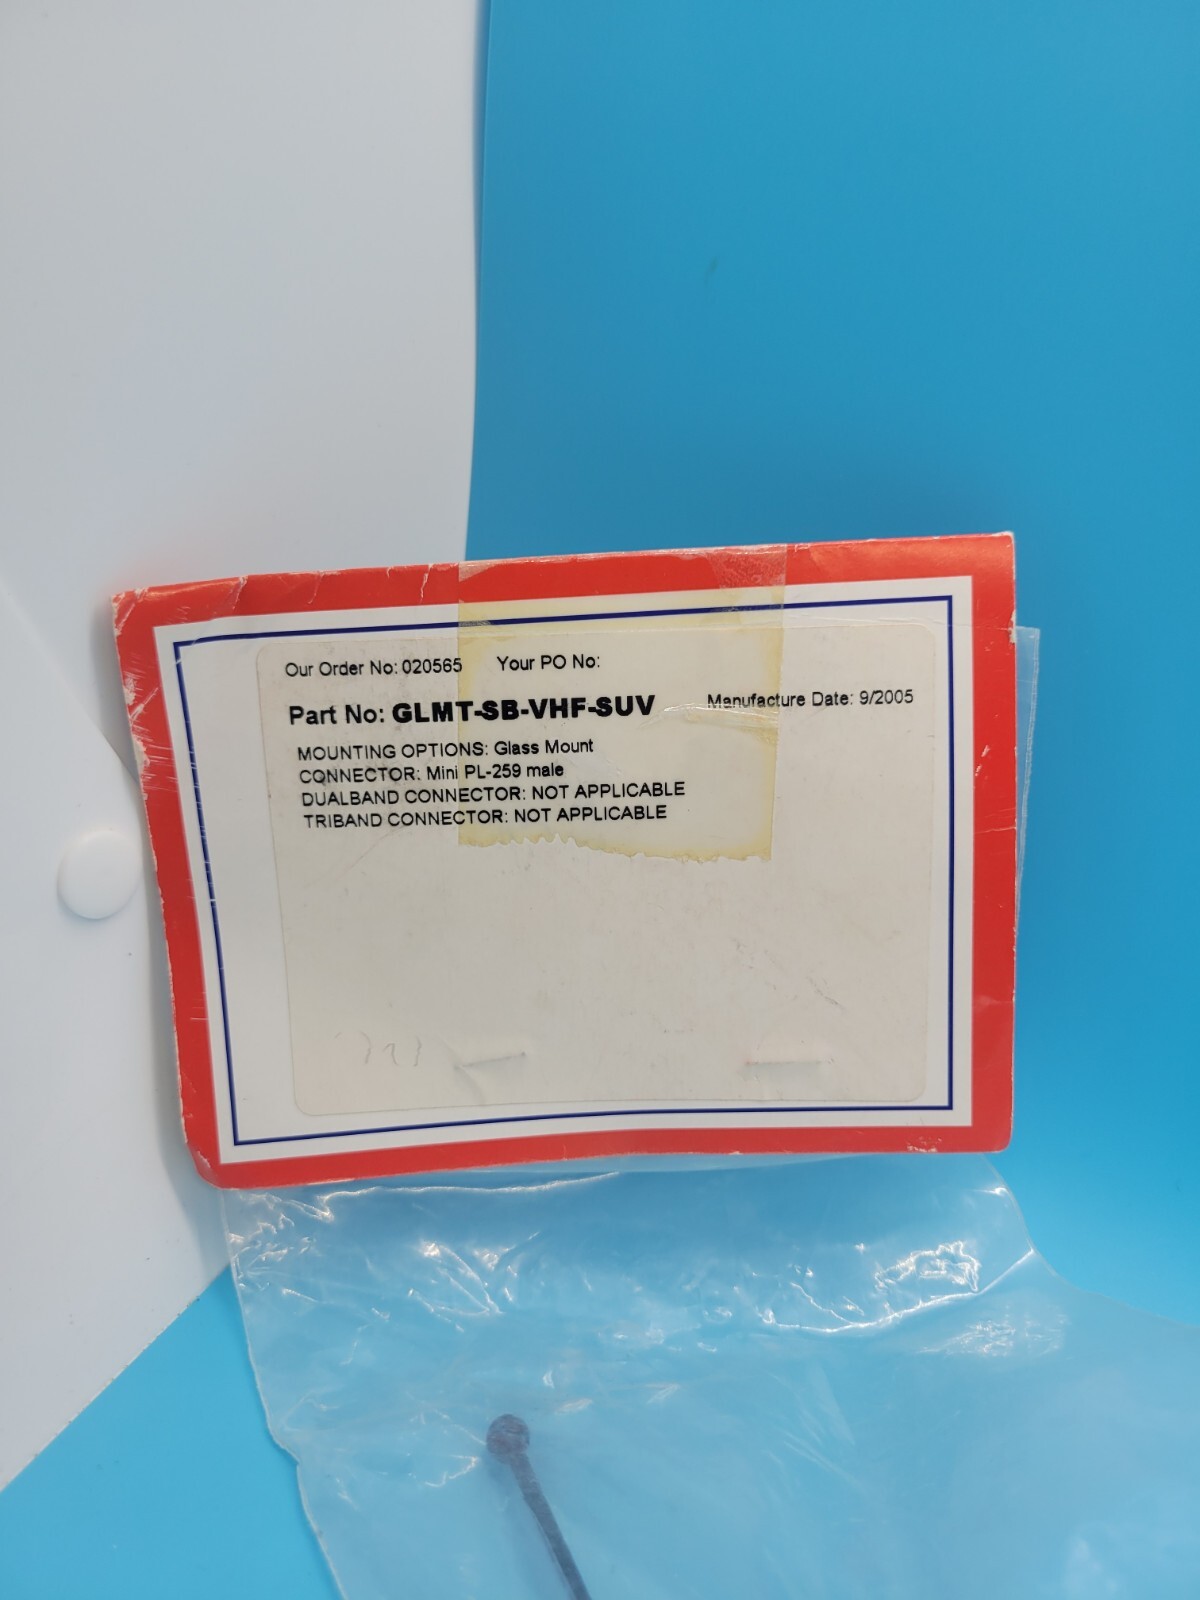 Our Order No: 020565 Your PO No:
Part No: GLMT-SB-VHF-SUV Manufacture Date: 9/2005
MOUNTING OPTIONS: Glass Mount
CONNECTOR: Mini PL-259 male
DUALBAND CONNECTOR: NOT APPLICABLE
TRIBAND CONNECTOR: NOT APPLICABLE